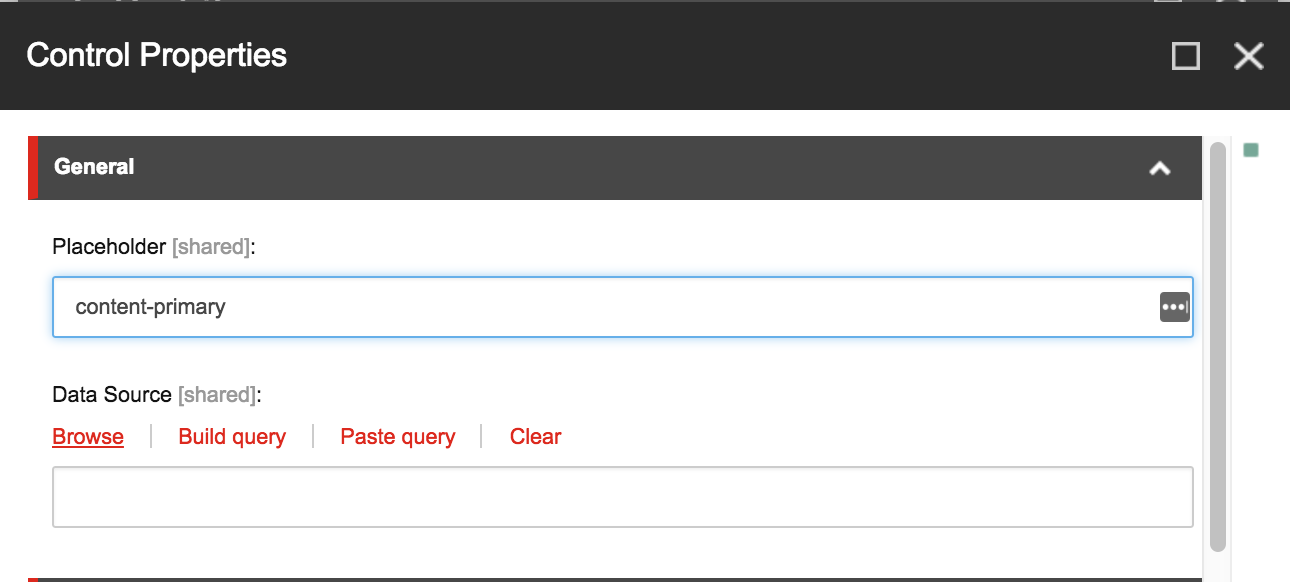 Control Properties
General
Placeholder [shared]:
content-primary
Data Source [shared]:
Browse | Build query | Paste query | Clear